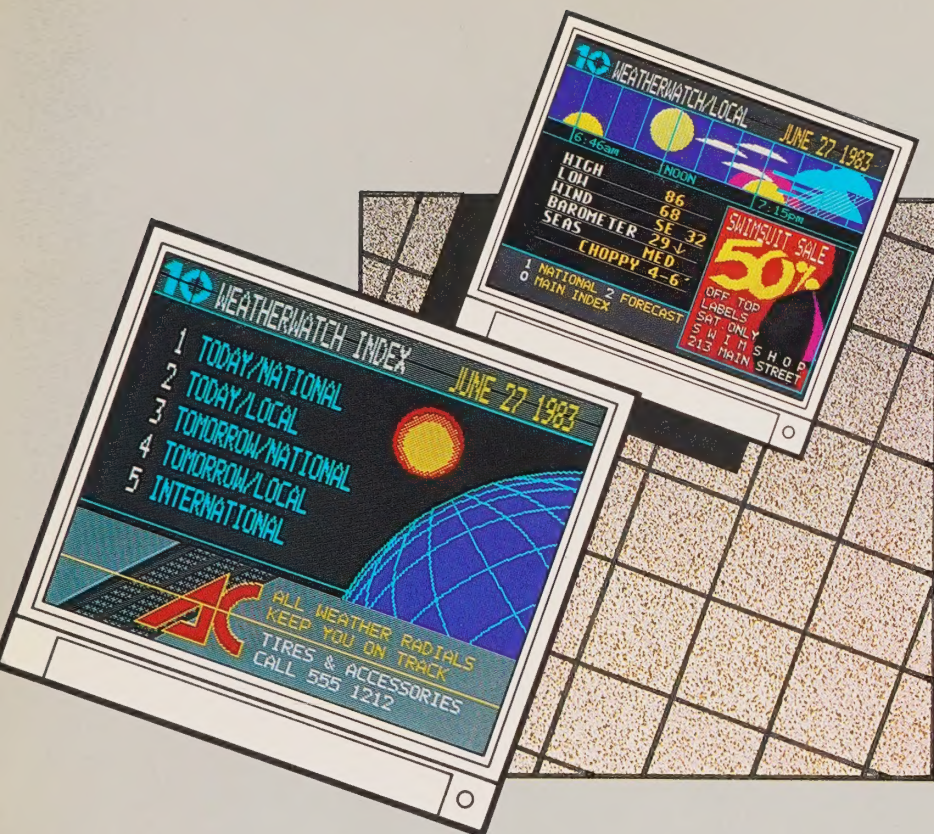 10 WEATHERWATCH/LOCAL JUNE 27 1983
6:46am NOON 7:15pm
HIGH 86
LOW 68
WIND SE 32
BAROMETER 29↓
SEAS MED
CHOPPY 4-6
1 NATIONAL 2 FORECAST
0 MAIN INDEX
SWIMSUIT SALE
50%
OFF TOP
LABELS
SAT. ONLY
SWIM SHOP
213 MAIN STREET
10 WEATHERWATCH INDEX JUNE 27 1983
1 TODAY/NATIONAL
2 TODAY/LOCAL
3 TOMORROW/NATIONAL
4 TOMORROW/LOCAL
5 INTERNATIONAL
AC
ALL WEATHER RADIALS
KEEP YOU ON TRACK
TIRES & ACCESSORIES
CALL 555 1212